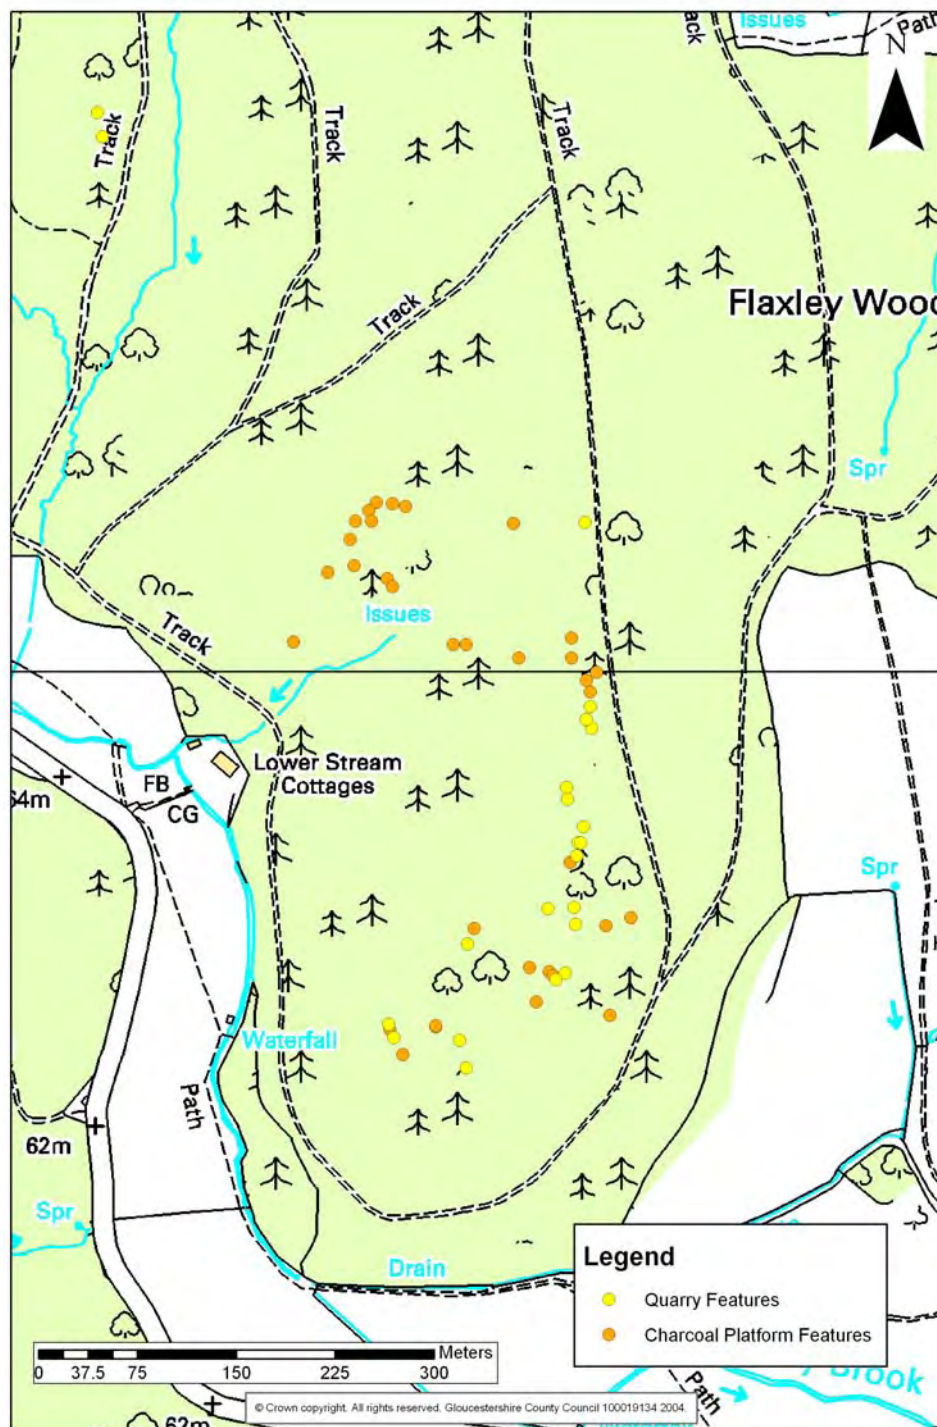 Issues
Path
Track
N
Track
Track
Track
Track
Flaxley Wood
Spr
Issues
Track
Lower Stream
Cottages
FB
CG
64m
Spr
Waterfall
Path
62m
Spr
Drain
Legend
Quarry Features
Charcoal Platform Features
Meters
0 37.5 75 150 225 300
Brook
Path
© Crown copyright. All rights reserved. Gloucestershire County Council 100019134 2004.
62m